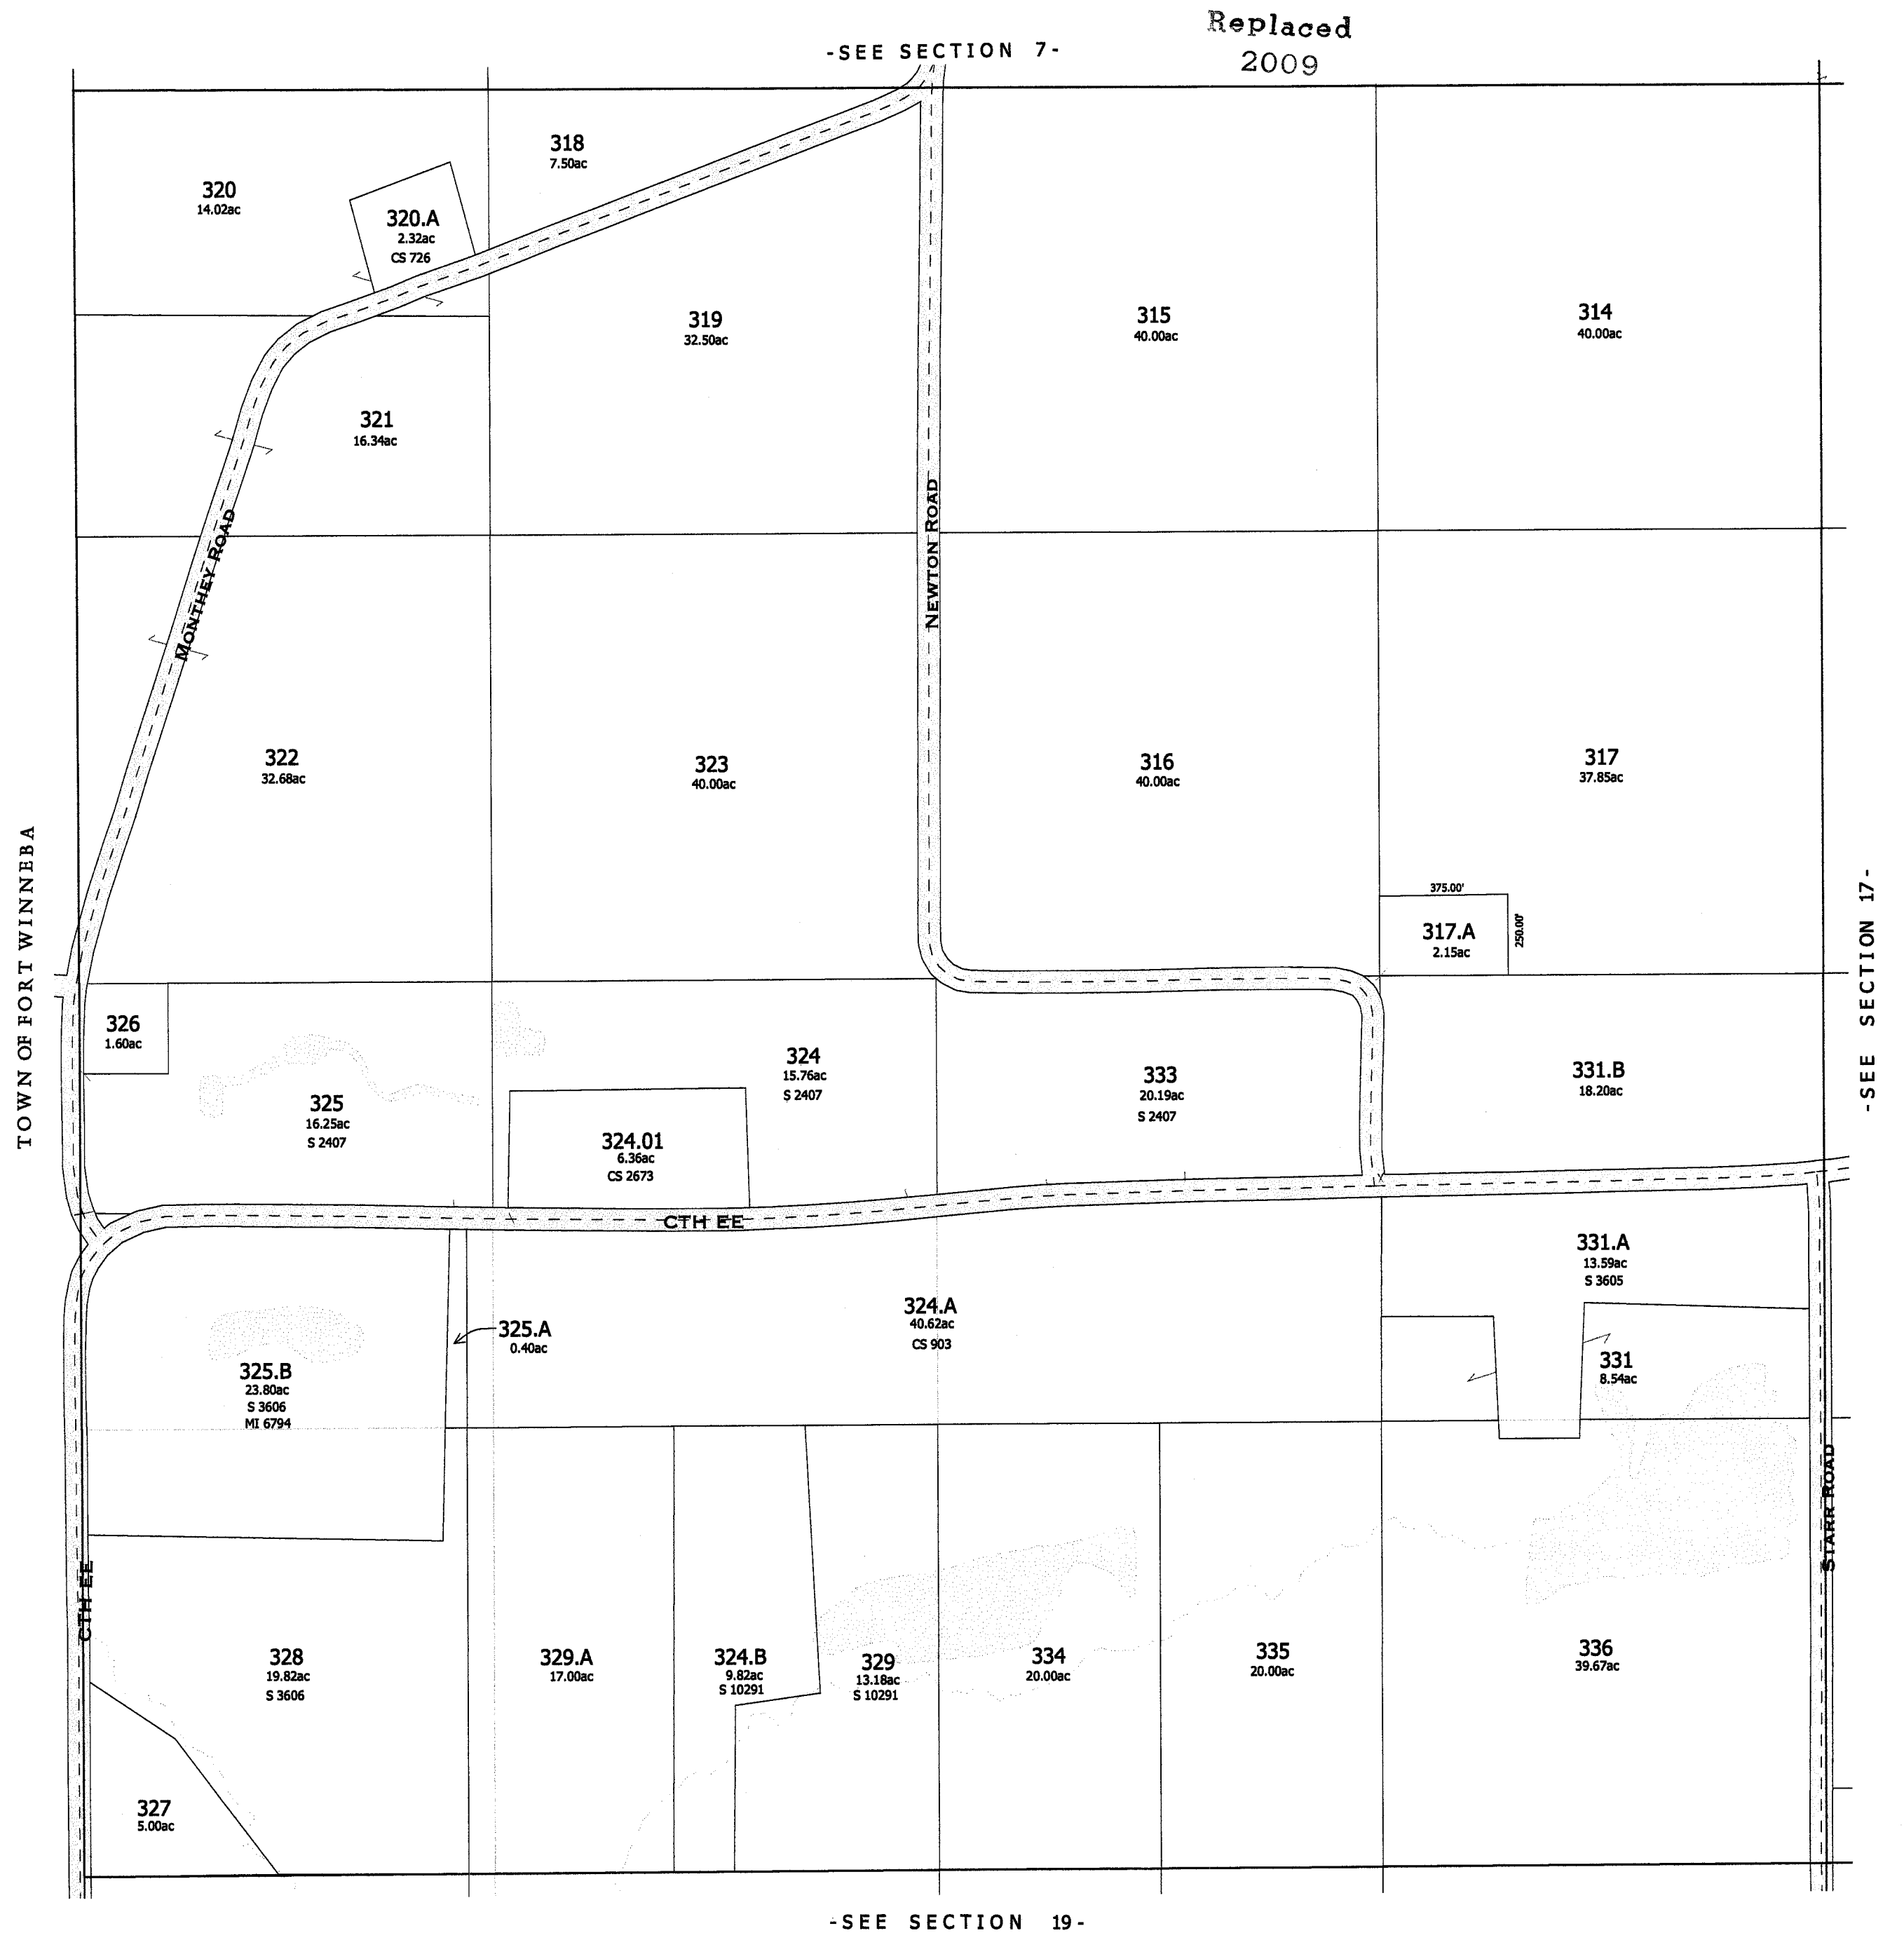 Replaced
2009
-SEE SECTION 7-
318
7.50ac
320
14.02ac
320.A
2.32ac
CS 726
319
32.50ac
315
40.00ac
314
40.00ac
321
16.34ac
NEWTON ROAD
MONTHEY ROAD
322
32.68ac
323
40.00ac
316
40.00ac
317
37.85ac
TOWN OF FORT WINNEBA
-SEE SECTION 17-
375.00'
250.00'
317.A
2.15ac
326
1.60ac
324
15.76ac
S 2407
333
20.19ac
S 2407
331.B
18.20ac
325
16.25ac
S 2407
324.01
6.36ac
CS 2673
CTH EE
331.A
13.59ac
S 3605
324.A
40.62ac
CS 903
325.A
0.40ac
331
8.54ac
325.B
23.80ac
S 3606
MI 6794
STARR ROAD
CTH EE
328
19.82ac
S 3606
329.A
17.00ac
324.B
9.82ac
S 10291
329
13.18ac
S 10291
334
20.00ac
335
20.00ac
336
39.67ac
327
5.00ac
-SEE SECTION 19-